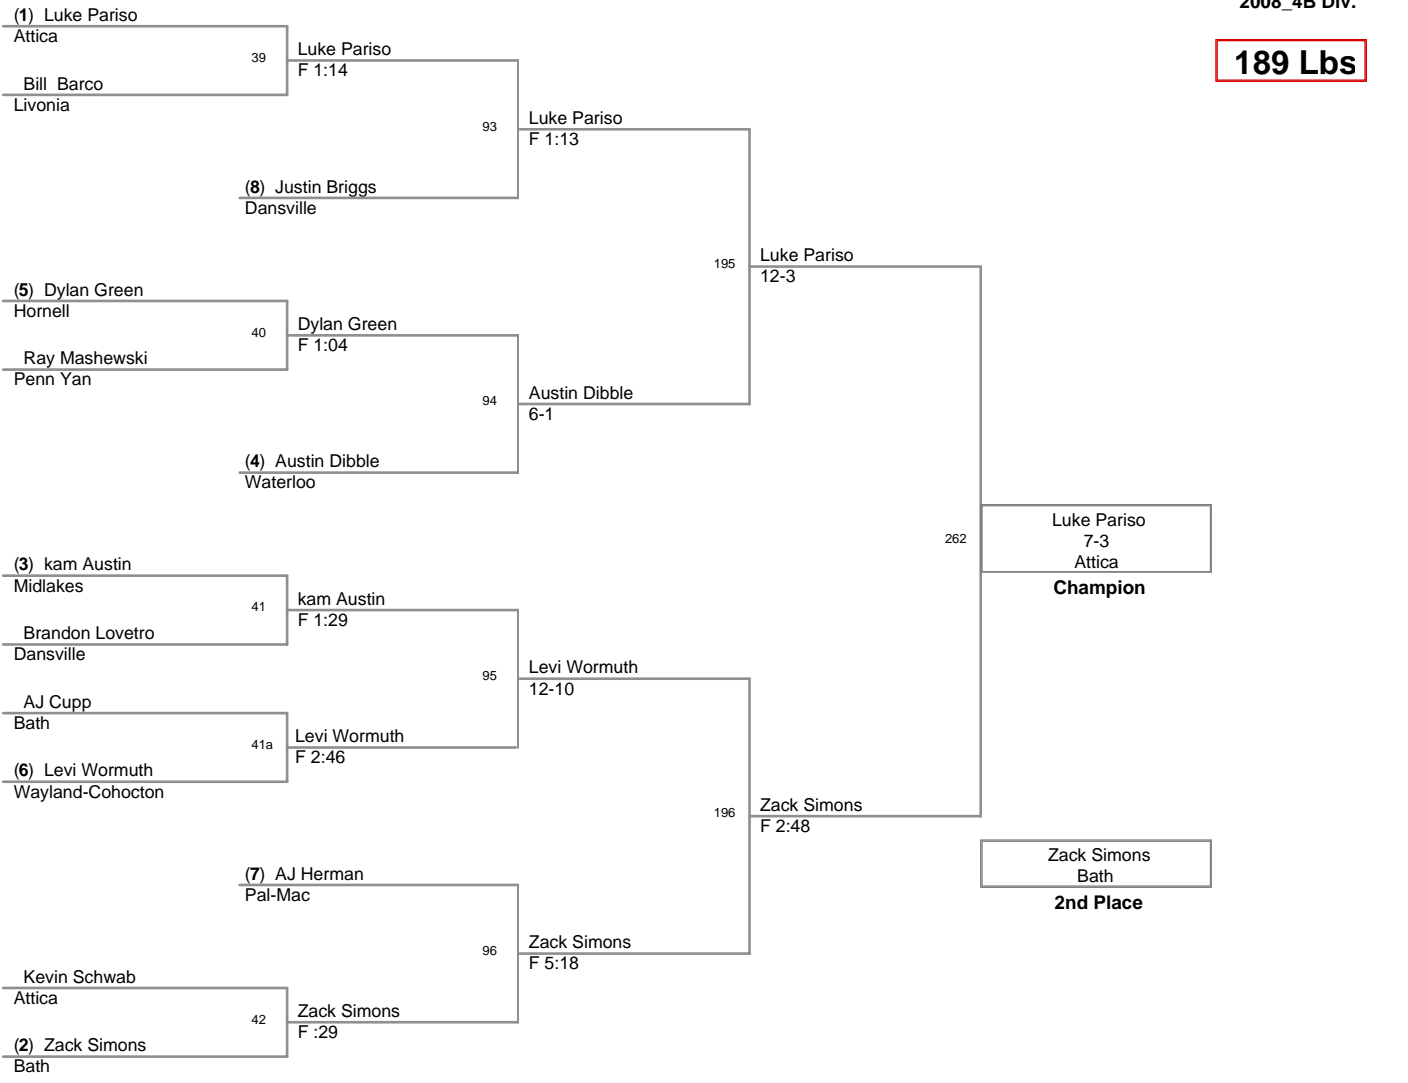 2008_4B Div.
189 Lbs
(1) Luke Pariso
Attica
39
Bill Barco
Livonia
Luke Pariso
F 1:14
93
(8) Justin Briggs
Dansville
Luke Pariso
F 1:13
195
(5) Dylan Green
Hornell
40
Ray Mashewski
Penn Yan
Dylan Green
F 1:04
94
(4) Austin Dibble
Waterloo
Austin Dibble
6-1
Luke Pariso
12-3
262
(3) kam Austin
Midlakes
41
Brandon Lovetro
Dansville
kam Austin
F 1:29
95
AJ Cupp
Bath
41a
(6) Levi Wormuth
Wayland-Cohocton
Levi Wormuth
F 2:46
Levi Wormuth
12-10
196
(7) AJ Herman
Pal-Mac
96
Kevin Schwab
Attica
42
(2) Zack Simons
Bath
Zack Simons
F :29
Zack Simons
F 5:18
Zack Simons
F 2:48
Luke Pariso
7-3
Attica
Champion
Zack Simons
Bath
2nd Place